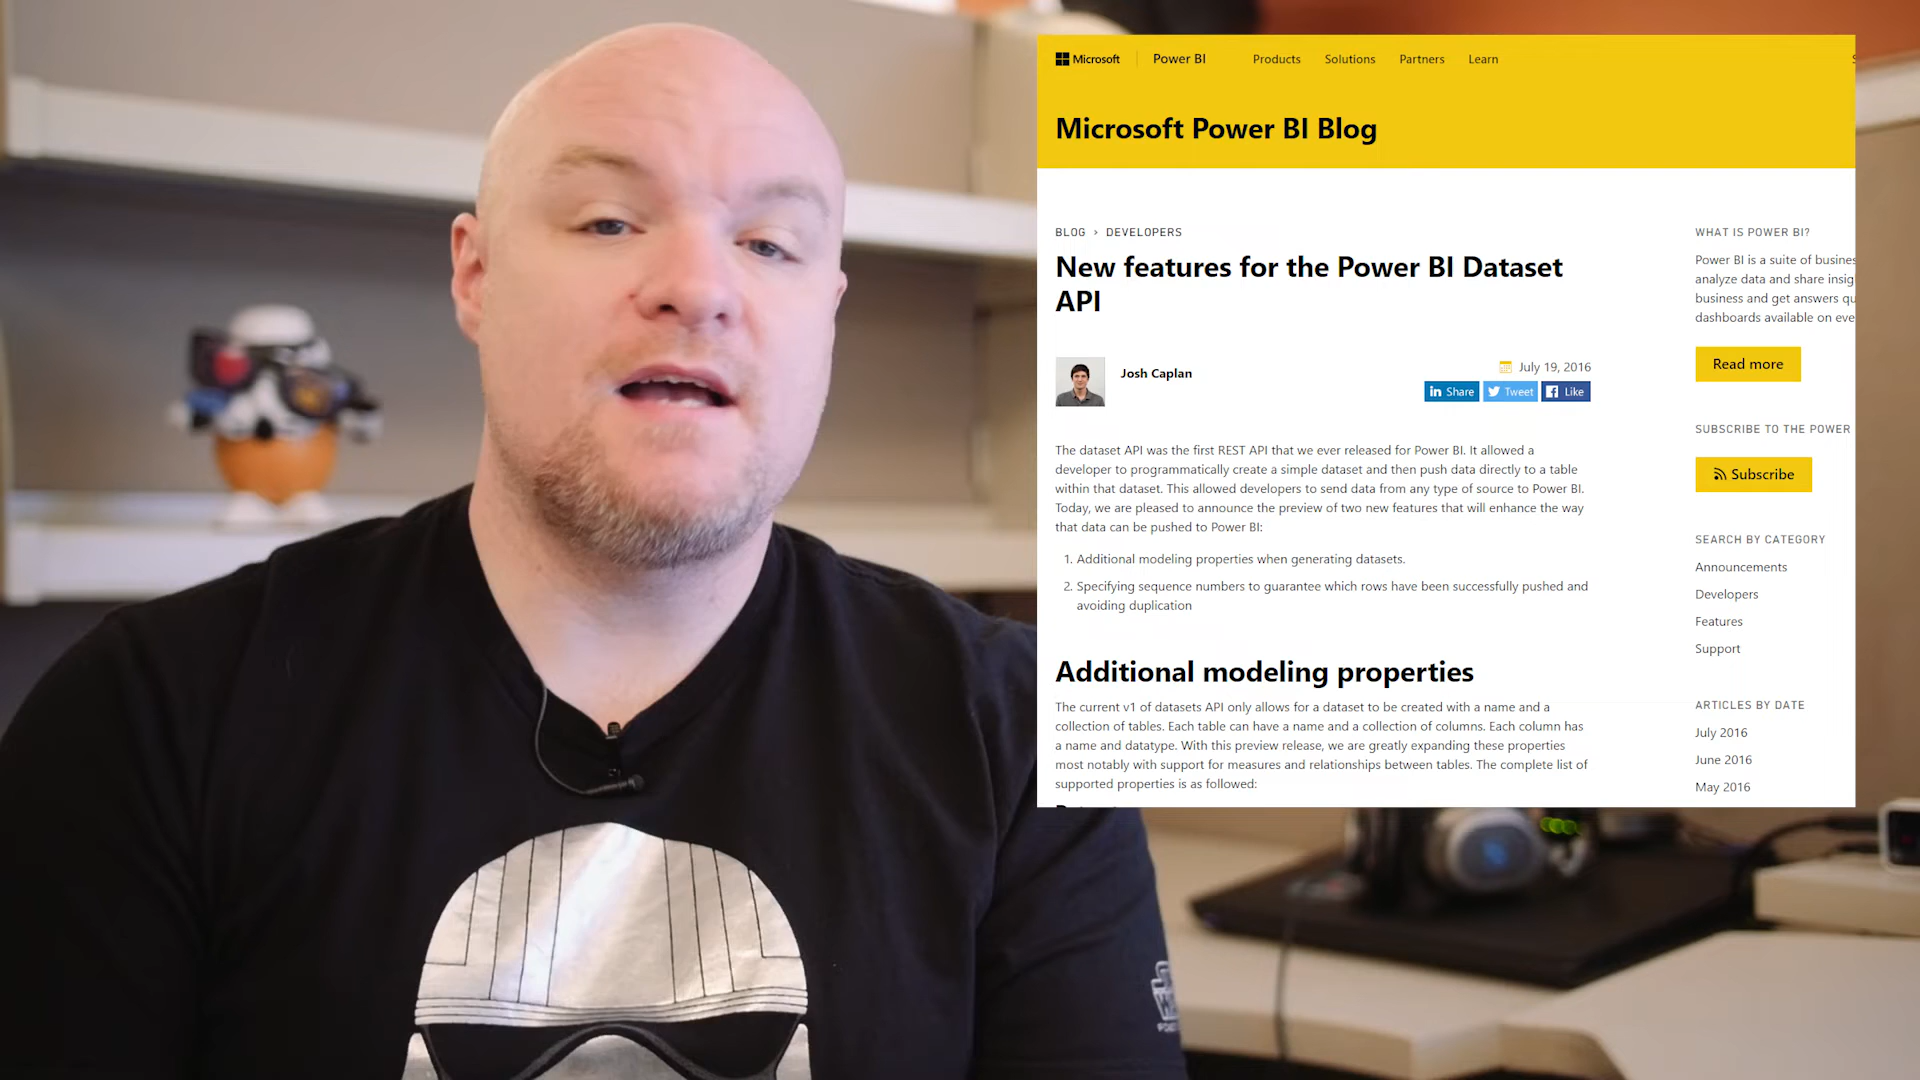 Microsoft Power BI Products Solutions Partners Learn
Microsoft Power BI Blog
BLOG › DEVELOPERS
New features for the Power BI Dataset
API
Josh Caplan
July 19, 2016
Share Tweet Like
The dataset API was the first REST API that we ever released for Power BI. It allowed a
developer to programmatically create a simple dataset and then push data directly to a table
within that dataset. This allowed developers to send data from any type of source to Power BI.
Today, we are pleased to announce the preview of two new features that will enhance the way
that data can be pushed to Power BI:
1. Additional modeling properties when generating datasets.
2. Specifying sequence numbers to guarantee which rows have been successfully pushed and
avoiding duplication
Additional modeling properties
The current v1 of datasets API only allows for a dataset to be created with a name and a
collection of tables. Each table can have a name and a collection of columns. Each column has
a name and datatype. With this preview release, we are greatly expanding these properties
most notably with support for measures and relationships between tables. The complete list of
supported properties is as followed:
WHAT IS POWER BI?
Power BI is a suite of
analyze data and share
business and get answers
dashboards available on
Read more
SUBSCRIBE TO THE POWER
Subscribe
SEARCH BY CATEGORY
Announcements
Developers
Features
Support
ARTICLES BY DATE
July 2016
June 2016
May 2016